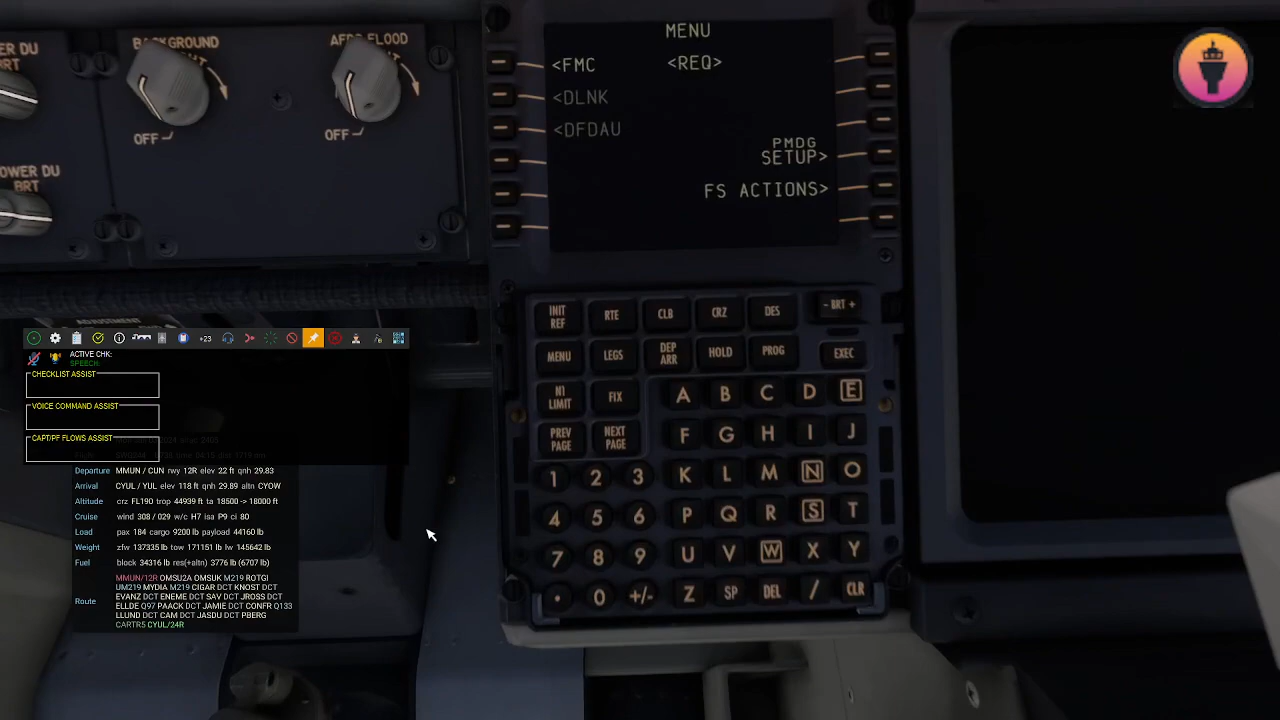 BACKGROUND
OFF
AFDS FLOOD
OFF
BRT
OWER DU
BRT
MENU
<FMC <REQ>
<DLNK
<DFDAU
PMDG
SETUP>
FS ACTIONS>
INIT REF RTE CLB CRZ DES - BRT +
MENU LEGS DEP ARR HOLD PROG EXEC
N1 LIMIT FIX A B C D E
PREV PAGE NEXT PAGE F G H I J
1 2 3 K L M N O
4 5 6 P Q R S T
7 8 9 U V W X Y
. 0 +/- Z SP DEL / CLR
+23
ACTIVE CHK:
SPEECH:
CHECKLIST ASSIST
VOICE COMMAND ASSIST
CAPT/PF FLOWS ASSIST
Departure MMUN / CUN rwy 12R elev 22 ft qnh 29.83
Arrival CYUL / YUL elev 118 ft qnh 29.89 altn CYOW
Altitude crz FL190 trop 44939 ft ta 18500 -> 18000 ft
Cruise wind 308 / 029 w/c H7 isa P9 ci 80
Load pax 184 cargo 9200 lb payload 44160 lb
Weight zfw 137335 lb tow 171151 lb lw 145642 lb
Fuel block 34316 lb res(+altn) 3776 lb (6707 lb)
Route MMUN/12R OMSU2A OMSUK M219 ROTGI
UM219 MYDIA M219 CIGAR DCT KNOST DCT
EVANZ DCT ENEME DCT SAV DCT JROSS DCT
ELLDE Q97 PAACK DCT JAMIE DCT CONFR Q133
LLUND DCT CAM DCT JASDU DCT PBERG
CARTR5 CYUL/24R